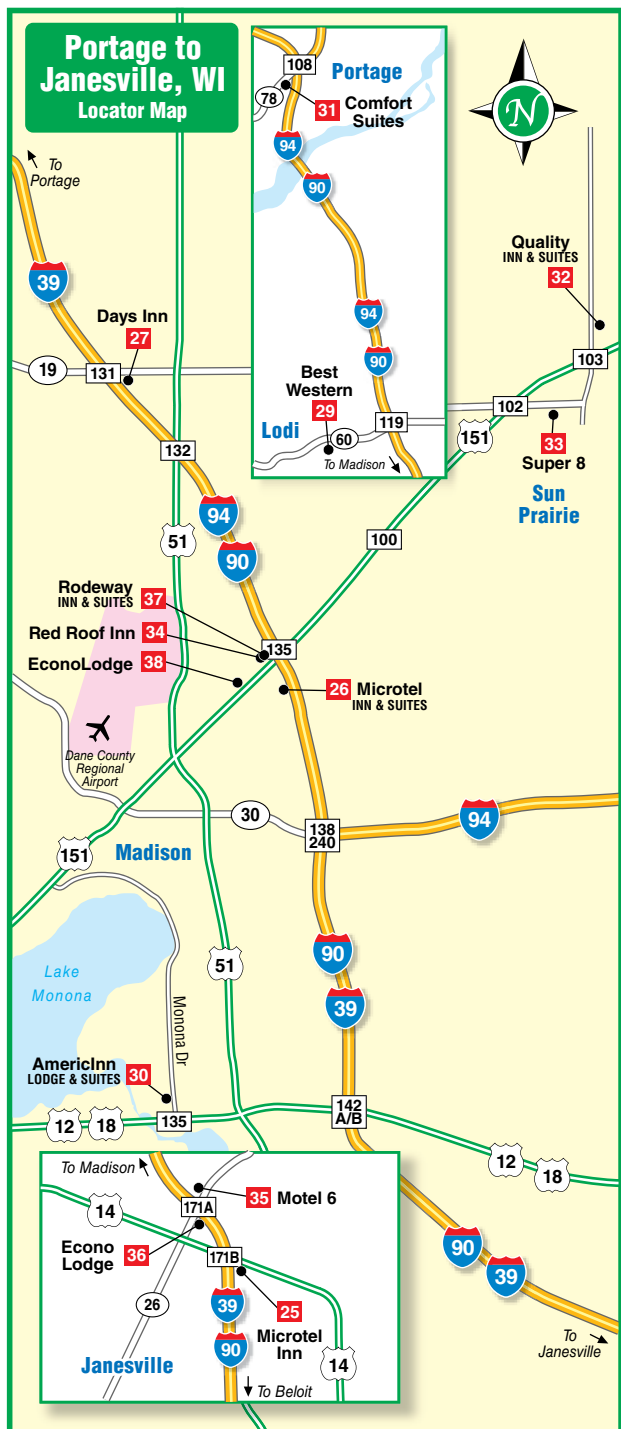 Portage to
Janesville, WI
Locator Map
N
To
Portage
39
Days Inn
27
19
131
132
51
94
90
108
Portage
78
31 Comfort
Suites
94
90
94
90
Best
Western
29
119
Lodi
60
To Madison
Quality
INN & SUITES
32
103
102
151
33
Super 8
Sun
Prairie
100
Rodeway
INN & SUITES 37
Red Roof Inn 34
EconoLodge 38
135
26 Microtel
INN & SUITES
Dane County
Regional
Airport
30
138
240
94
151
Madison
90
39
51
Lake
Monona
Monona Dr
AmericInn
LODGE & SUITES 30
12
18
135
142
A/B
12
18
90
39
To
Janesville
To Madison
14
171A
35 Motel 6
Econo
Lodge
36
171B
26
39
90
25
Microtel
Inn
Janesville
14
To Beloit